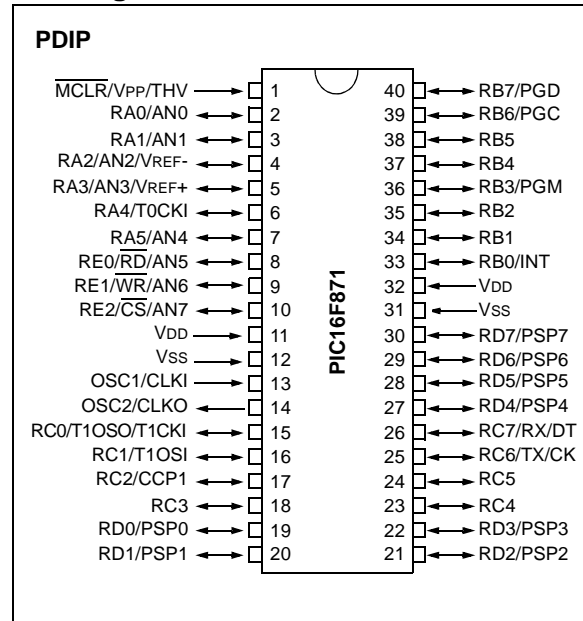 PDIP
MCLR/VPP/THV 1 40 RB7/PGD
RA0/AN0 2 39 RB6/PGC
RA1/AN1 3 38 RB5
RA2/AN2/VREF- 4 37 RB4
RA3/AN3/VREF+ 5 36 RB3/PGM
RA4/T0CKI 6 35 RB2
RA5/AN4 7 34 RB1
RE0/RD/AN5 8 33 RB0/INT
RE1/WR/AN6 9 32 VDD
RE2/CS/AN7 10 31 VSS
VDD 11 30 RD7/PSP7
VSS 12 29 RD6/PSP6
OSC1/CLKI 13 28 RD5/PSP5
OSC2/CLKO 14 27 RD4/PSP4
RC0/T1OSO/T1CKI 15 26 RC7/RX/DT
RC1/T1OSI 16 25 RC6/TX/CK
RC2/CCP1 17 24 RC5
RC3 18 23 RC4
RD0/PSP0 19 22 RD3/PSP3
RD1/PSP1 20 21 RD2/PSP2
PIC16F871